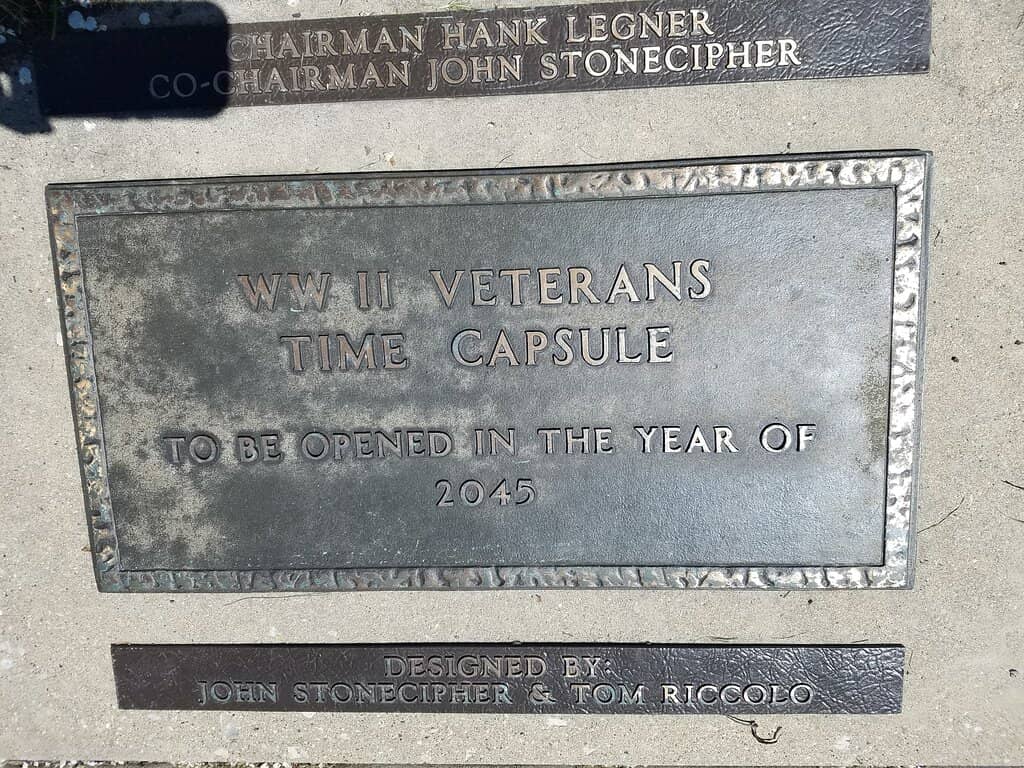 CHAIRMAN HANK LEGNER
CO-CHAIRMAN JOHN STONECIPHER
WW II VETERANS
TIME CAPSULE
TO BE OPENED IN THE YEAR OF
2045
DESIGNED BY:
JOHN STONECIPHER & TOM RICCOLO